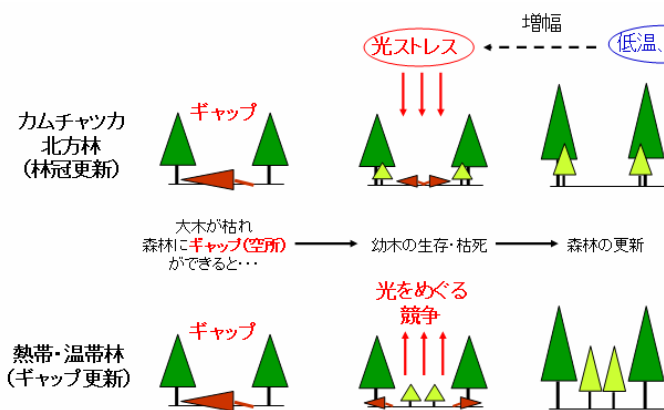 増幅
光ストレス
低温、
カムチャツカ
北方林
(林冠更新)
ギャップ
大木が枯れ
森林にギャップ(空所)
ができると・・・
幼木の生存・枯死
森林の更新
光をめぐる
競争
熱帯・温帯林
(ギャップ更新)
ギャップ